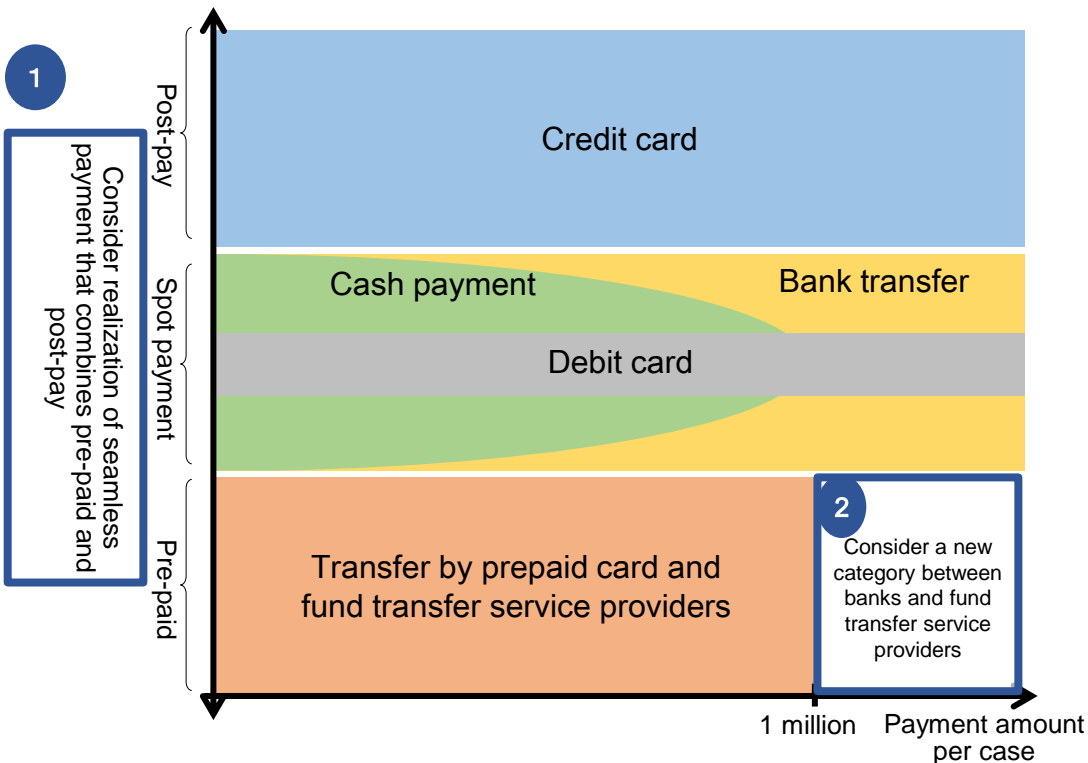 1
Consider realization of seamless
payment that combines pre-paid and
post-pay
Post-pay
Spot payment
Pre-paid
Credit card
Cash payment
Bank transfer
Debit card
Transfer by prepaid card and
fund transfer service providers
2
Consider a new
category between
banks and fund
transfer service
providers
1 million
Payment amount
per case